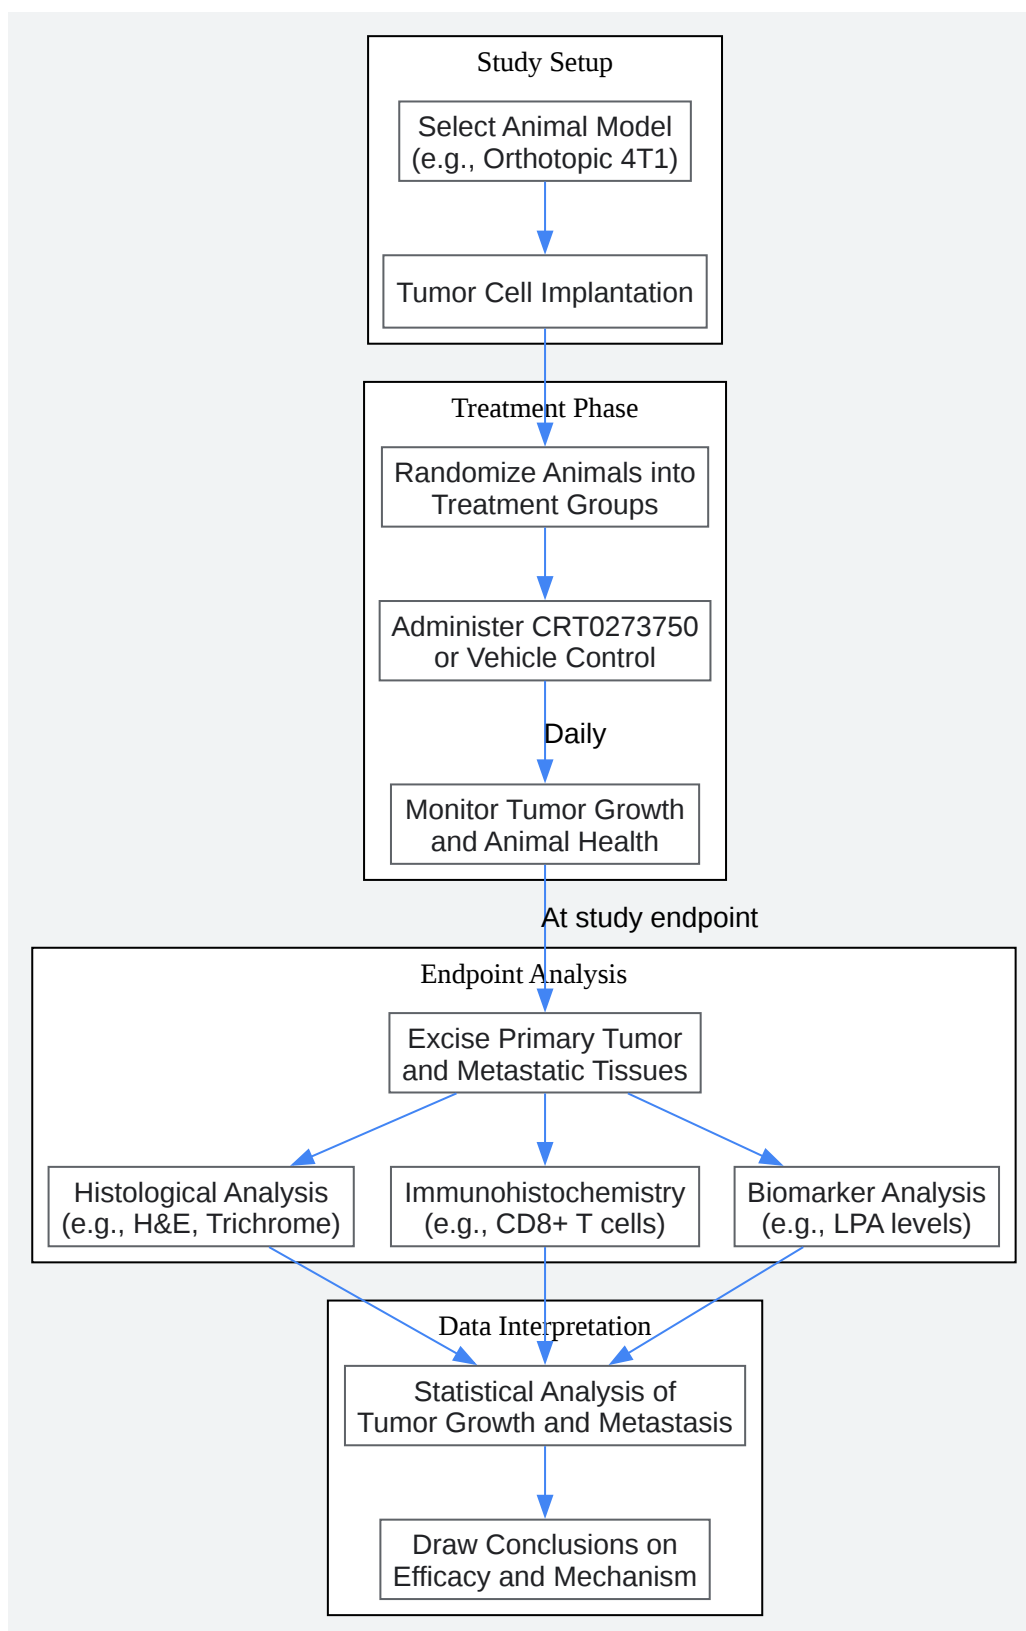 Study Setup
Select Animal Model
(e.g., Orthotopic 4T1)
Tumor Cell Implantation
Treatment Phase
Randomize Animals into
Treatment Groups
Administer CRT0273750
or Vehicle Control
Daily
Monitor Tumor Growth
and Animal Health
At study endpoint
Endpoint Analysis
Excise Primary Tumor
and Metastatic Tissues
Histological Analysis
(e.g., H&E, Trichrome)
Immunohistochemistry
(e.g., CD8+ T cells)
Biomarker Analysis
(e.g., LPA levels)
Data Interpretation
Statistical Analysis of
Tumor Growth and Metastasis
Draw Conclusions on
Efficacy and Mechanism